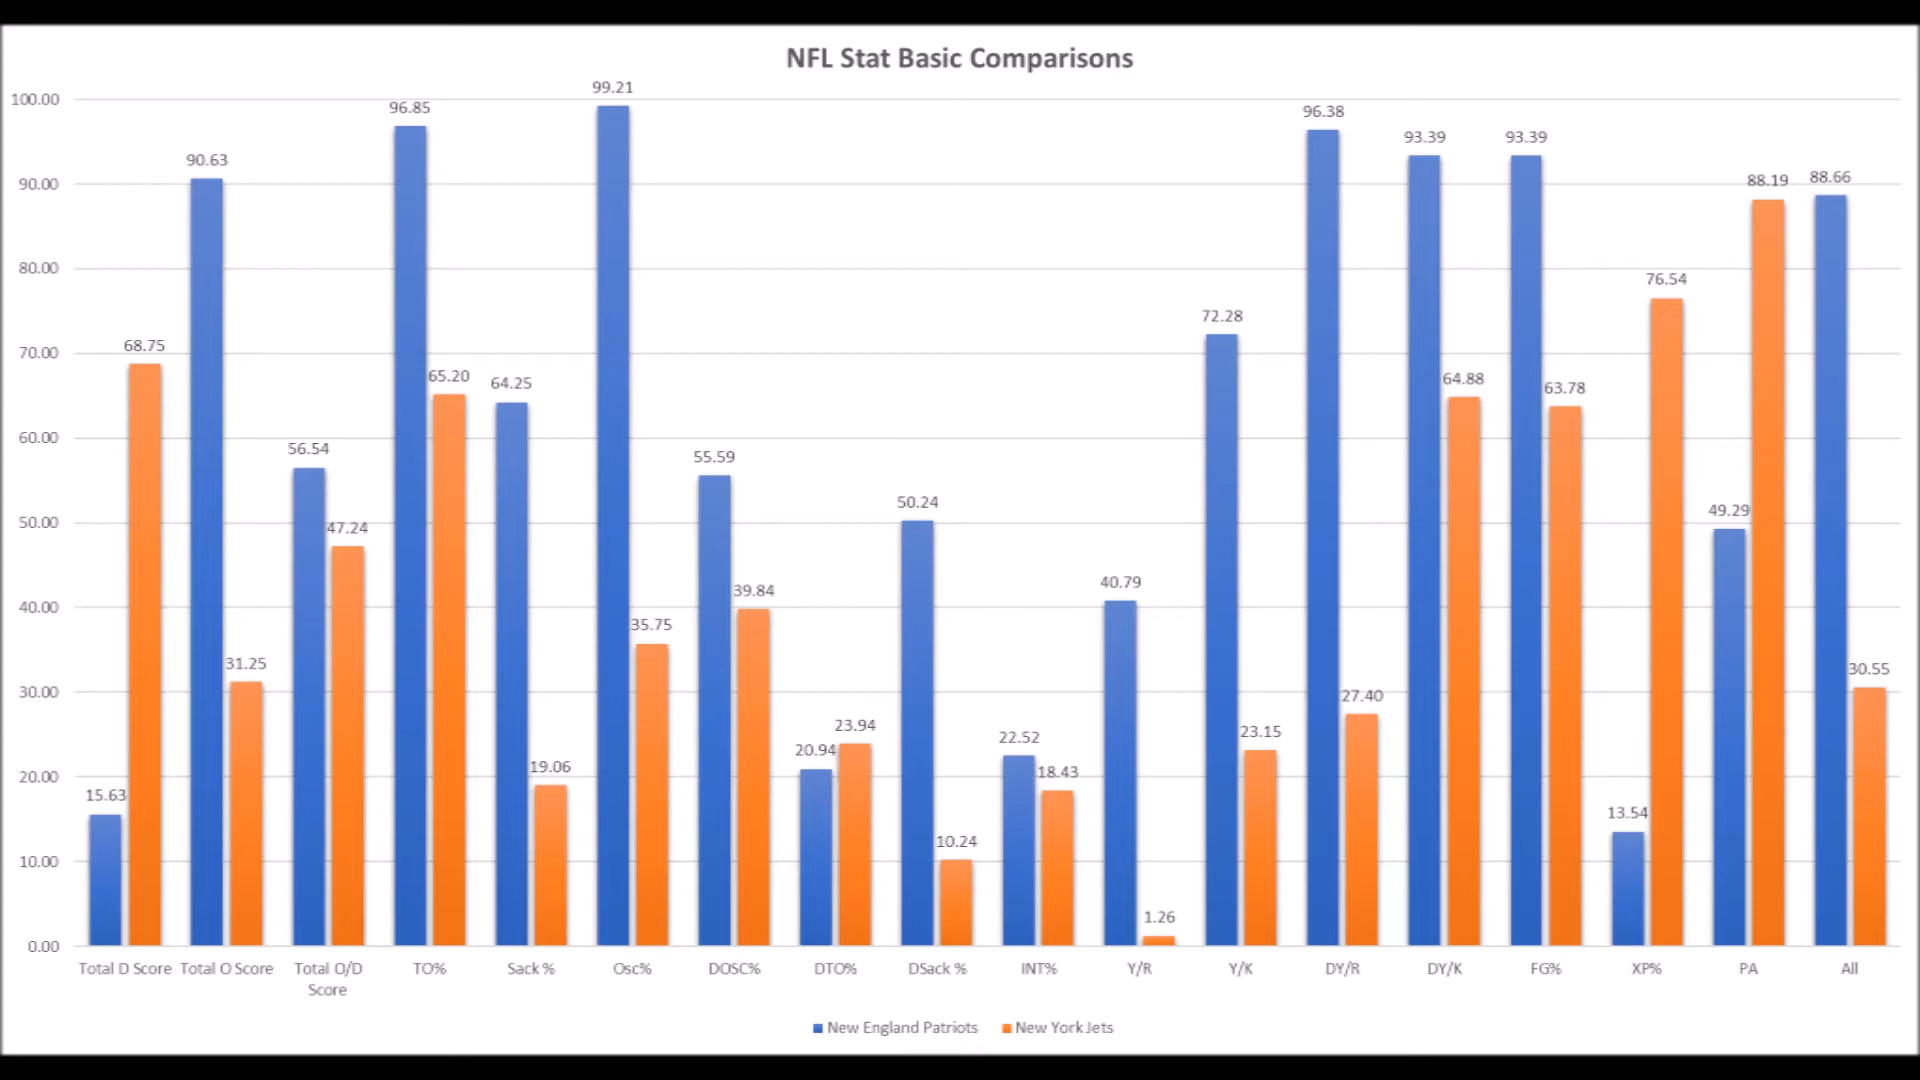 NFL Stat Basic Comparisons
100.00
90.00
80.00
70.00
60.00
50.00
40.00
30.00
20.00
10.00
0.00
15.63
68.75
90.63
31.25
56.54
47.24
96.85
65.20
64.25
19.06
99.21
35.75
55.59
39.84
20.94
23.94
50.24
10.24
22.52
18.43
40.79
1.26
72.28
23.15
96.38
27.40
93.39
64.88
93.39
63.78
13.54
76.54
49.29
88.19
88.66
30.55
Total D Score
Total O Score
Total O/D
Score
TO%
Sack %
Osc%
DOSC%
DTO%
DSack %
INT%
Y/R
Y/K
DY/R
DY/K
FG%
XP%
PA
All
New England Patriots
New York Jets